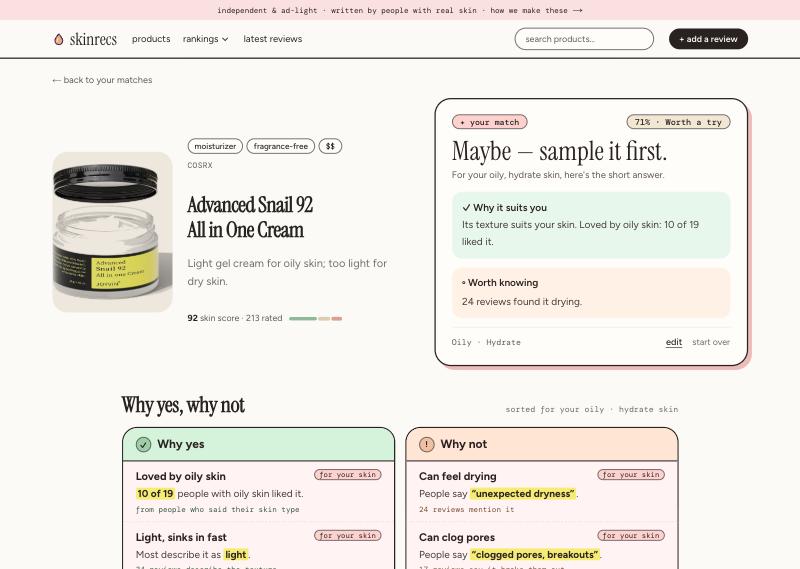 independent & ad-light · written by people with real skin · how we make these →
skinrecs
products
rankings
latest reviews
search products…
+ add a review
← back to your matches
moisturizer
fragrance-free
$$
COSRX
Advanced Snail 92
All in One Cream
Light gel cream for oily skin; too light for
dry skin.
92 skin score · 213 rated
Advanced
Snail 92
All in one Cream
✦ your match
71% · Worth a try
Maybe — sample it first.
For your oily, hydrate skin, here's the short answer.
✓ Why it suits you
Its texture suits your skin. Loved by oily skin: 10 of 19
liked it.
Worth knowing
24 reviews found it drying.
Oily · Hydrate
edit
start over
Why yes, why not
sorted for your oily · hydrate skin
Why yes
Loved by oily skin
for your skin
10 of 19 people with oily skin liked it.
from people who said their skin type
Light, sinks in fast
for your skin
Most describe it as light.
! Why not
Can feel drying
for your skin
People say “unexpected dryness”.
24 reviews mention it
Can clog pores
for your skin
People say “clogged pores, breakouts”.